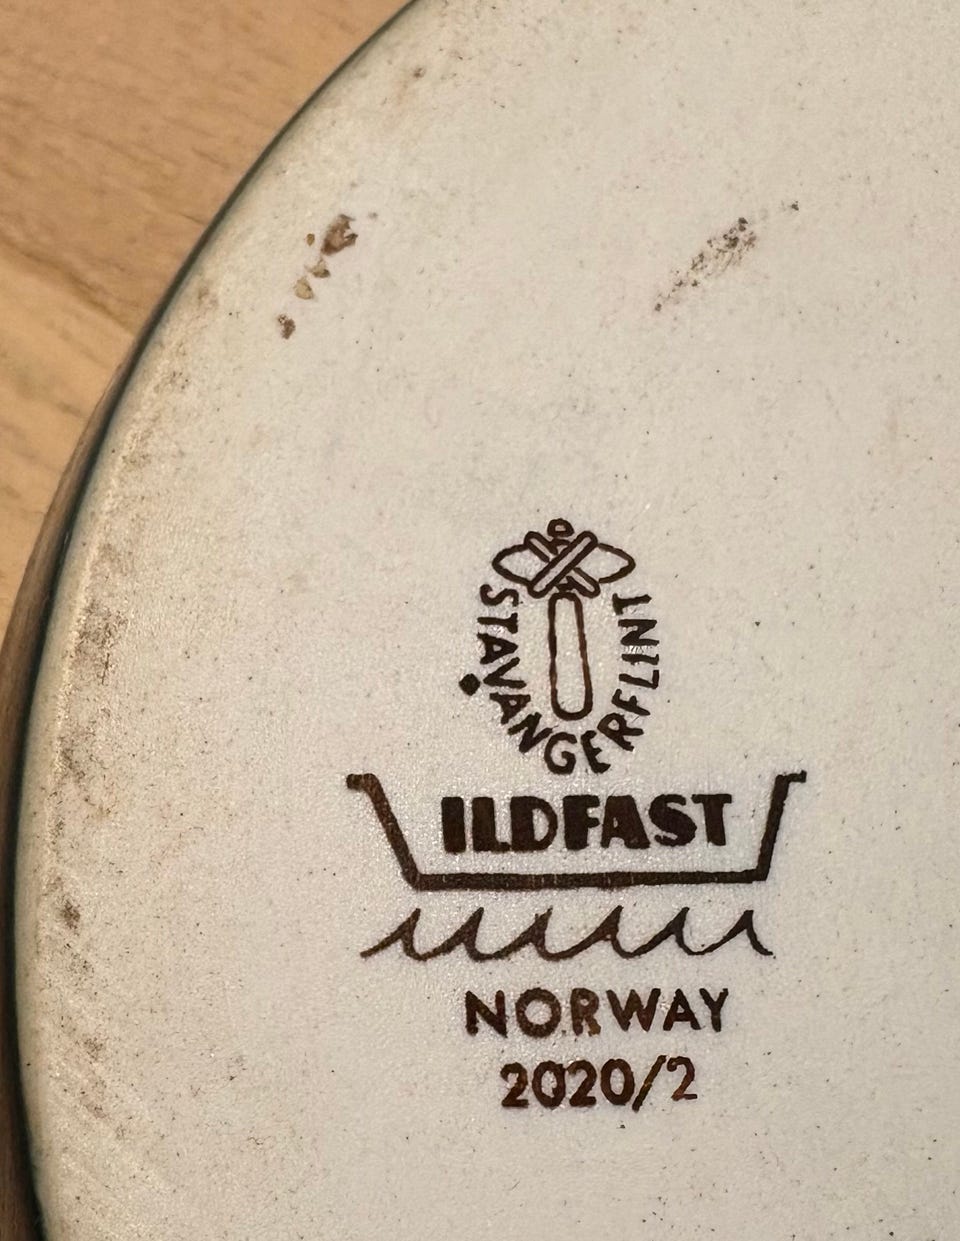 STAVANGERFLINT
ILDFAST
NORWAY
2020/2